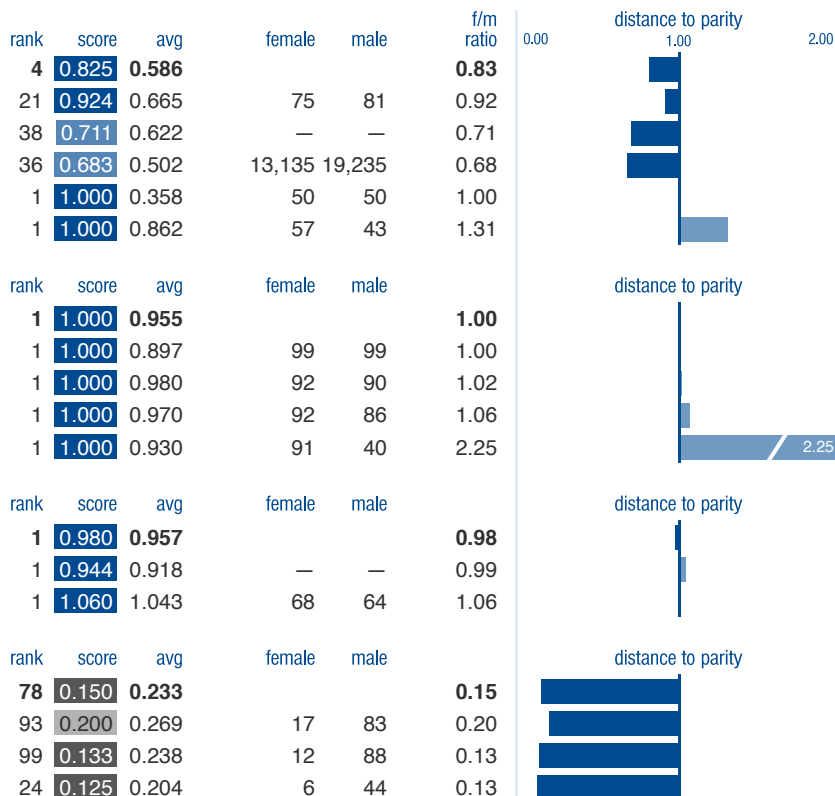 f/m distance to parity
rank score avg female male ratio 0.00 1.00 2.00
4 0.825 0.586 0.83
21 0.924 0.665 75 81 0.92
38 0.711 0.622 — — 0.71
36 0.683 0.502 13,135 19,235 0.68
1 1.000 0.358 50 50 1.00
1 1.000 0.862 57 43 1.31
rank score avg female male distance to parity
1 1.000 0.955 1.00
1 1.000 0.897 99 99 1.00
1 1.000 0.980 92 90 1.02
1 1.000 0.970 92 86 1.06
1 1.000 0.930 91 40 2.25 2.25
rank score avg female male distance to parity
1 0.980 0.957 0.98
1 0.944 0.918 — — 0.99
1 1.060 1.043 68 64 1.06
rank score avg female male distance to parity
78 0.150 0.233 0.15
93 0.200 0.269 17 83 0.20
99 0.133 0.238 12 88 0.13
24 0.125 0.204 6 44 0.13